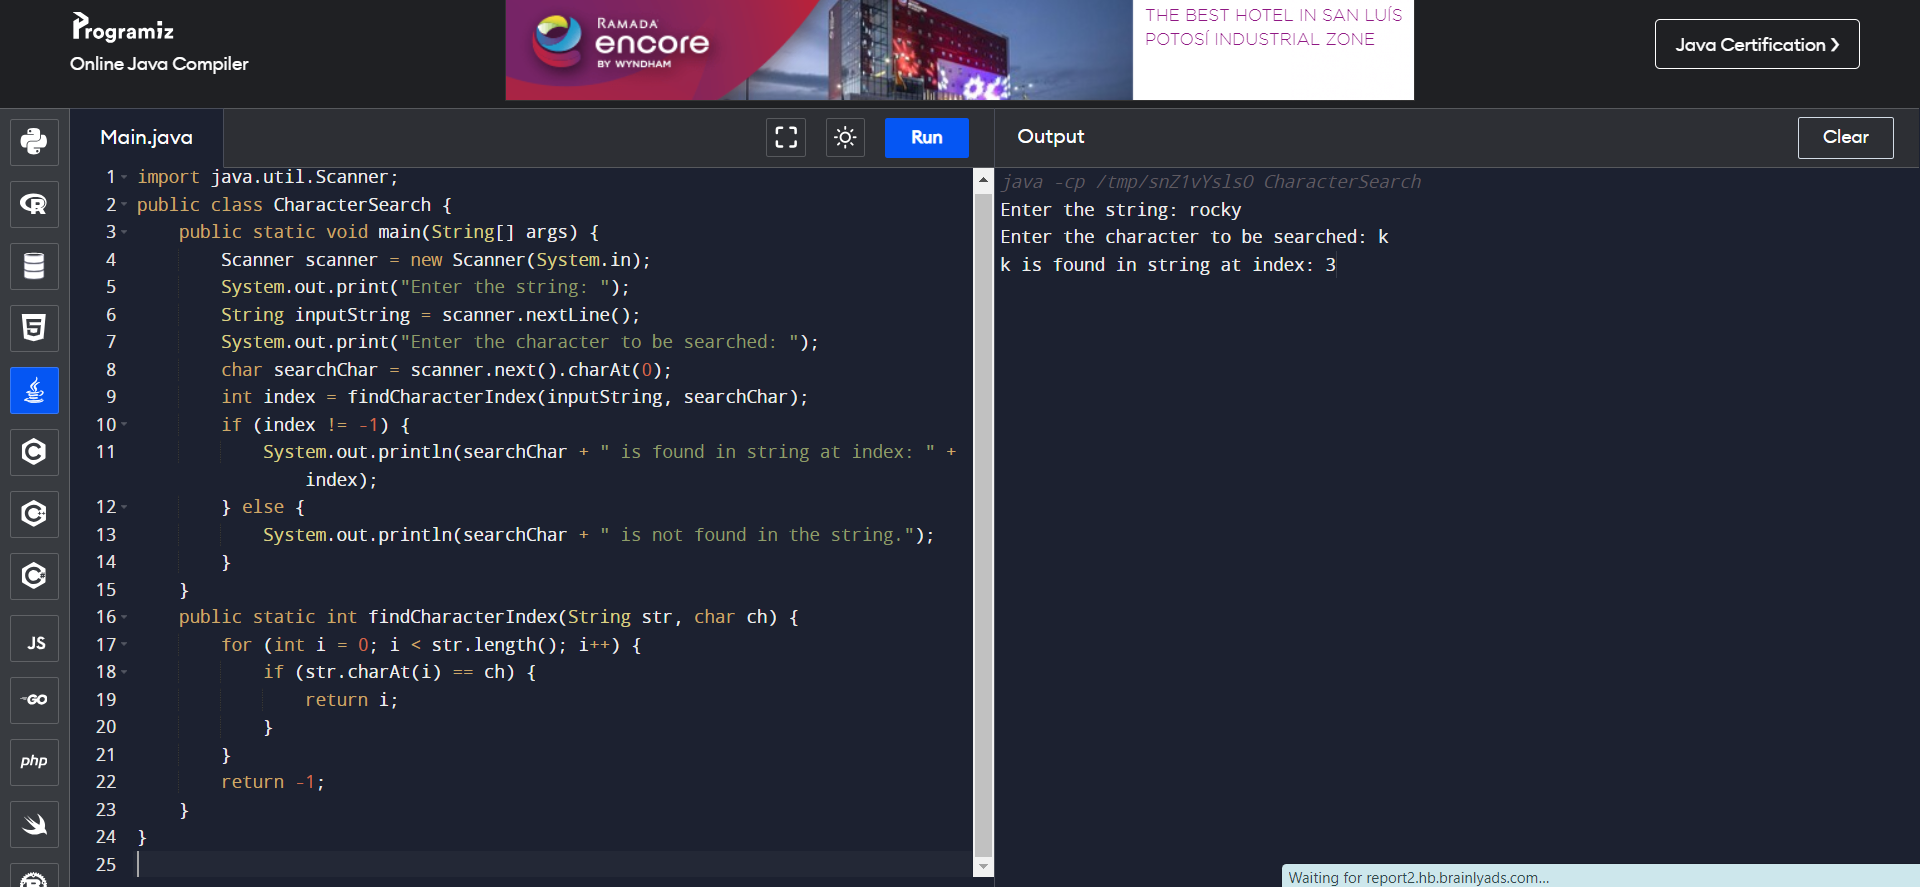 Programiz
Online Java Compiler
RAMADA
encore
BY WYNDHAM
THE BEST HOTEL IN SAN LUÍS
POTOSÍ INDUSTRIAL ZONE
Java Certification ❯
Main.java
Run
Output
Clear
1 import java.util.Scanner;
2 public class CharacterSearch {
3     public static void main(String[] args) {
4         Scanner scanner = new Scanner(System.in);
5         System.out.print("Enter the string: ");
6         String inputString = scanner.nextLine();
7         System.out.print("Enter the character to be searched: ");
8         char searchChar = scanner.next().charAt(0);
9         int index = findCharacterIndex(inputString, searchChar);
10         if (index != -1) {
11             System.out.println(searchChar + " is found in string at index: " +
index);
12         } else {
13             System.out.println(searchChar + " is not found in the string.");
14         }
15     }
16     public static int findCharacterIndex(String str, char ch) {
17         for (int i = 0; i < str.length(); i++) {
18             if (str.charAt(i) == ch) {
19                 return i;
20             }
21         }
22         return -1;
23     }
24 }
25
java -cp /tmp/snZ1vYslsO CharacterSearch
Enter the string: rocky
Enter the character to be searched: k
k is found in string at index: 3
R
5
C
C++
C#
JS
GO
php
R
Waiting for report2.hb.brainlyads.com...